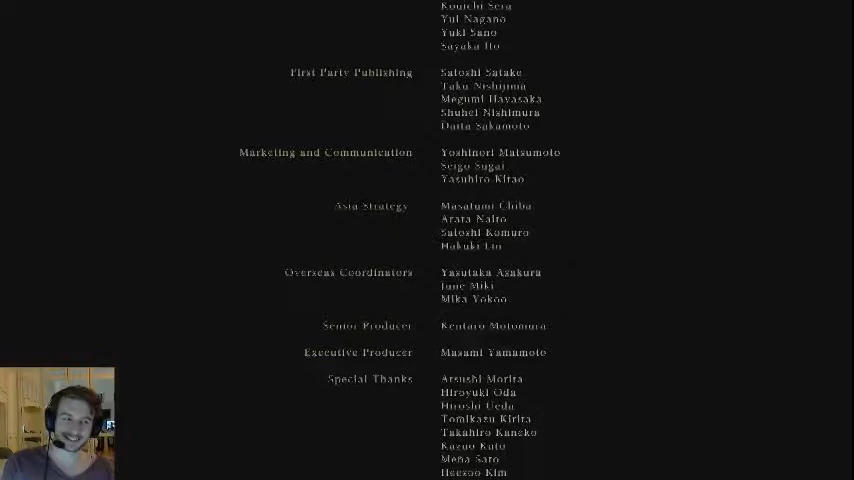 Kouichi Sera
Yui Nagano
Yuki Sano
Sayaka Ito
First Party Publishing Satoshi Satake
Taku Nishijima
Megumi Hayasaka
Shuhei Nishimura
Daita Sakamoto
Marketing and Communication Yoshinori Matsumoto
Seigo Sugai
Yasuhiro Kitao
Asia Strategy Masafumi Chiba
Arata Naito
Satoshi Komuro
Hakuki Lin
Overseas Coordinators Yasutaka Asakura
June Miki
Mika Yokoo
Senior Producer Kentaro Motomura
Executive Producer Masami Yamamoto
Special Thanks Atsushi Morita
Hiroyuki Oda
Hiroshi Ueda
Tomikazu Kirita
Takahiro Kaneko
Kazuo Kato
Mena Sato
Heezoo Kim